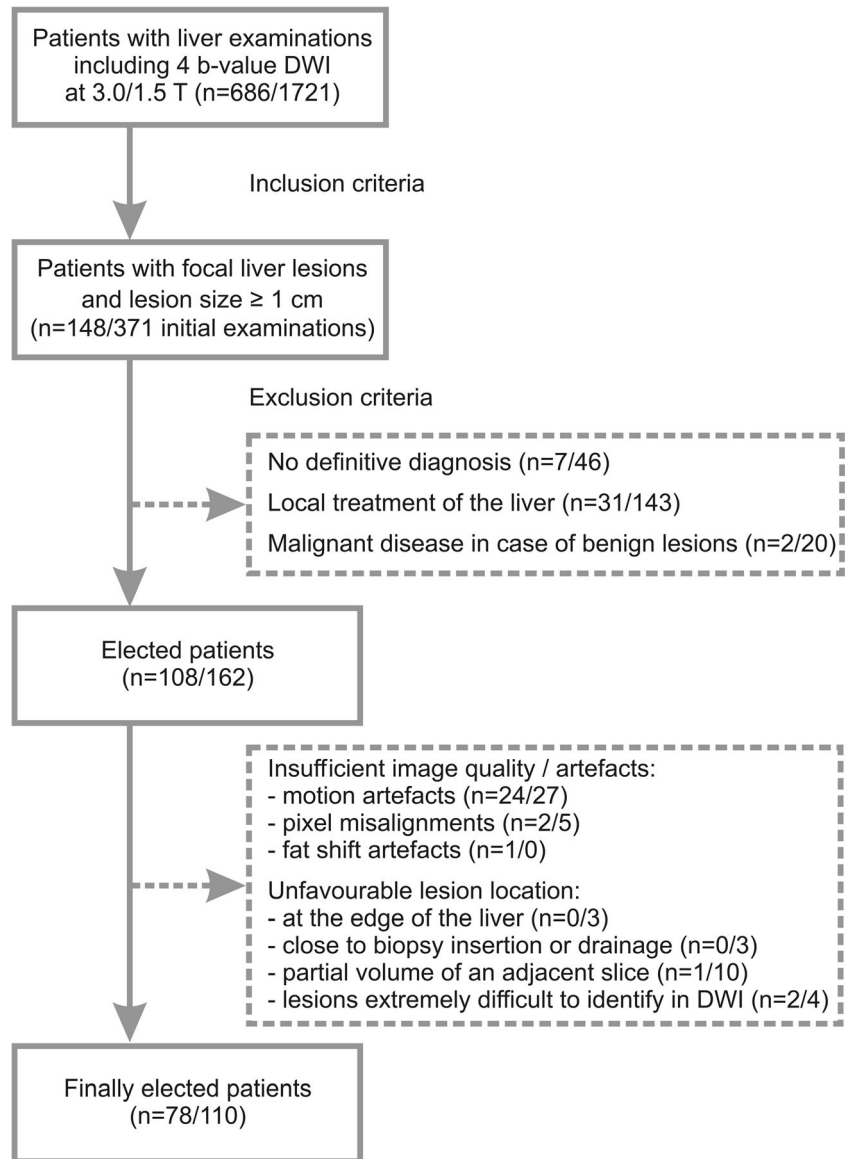 Patients with liver examinations
including 4 b-value DWI
at 3.0/1.5 T (n=686/1721)
Inclusion criteria
Patients with focal liver lesions
and lesion size ≥ 1 cm
(n=148/371 initial examinations)
Exclusion criteria
No definitive diagnosis (n=7/46)
Local treatment of the liver (n=31/143)
Malignant disease in case of benign lesions (n=2/20)
Elected patients
(n=108/162)
Insufficient image quality / artefacts:
- motion artefacts (n=24/27)
- pixel misalignments (n=2/5)
- fat shift artefacts (n=1/0)
Unfavourable lesion location:
- at the edge of the liver (n=0/3)
- close to biopsy insertion or drainage (n=0/3)
- partial volume of an adjacent slice (n=1/10)
- lesions extremely difficult to identify in DWI (n=2/4)
Finally elected patients
(n=78/110)